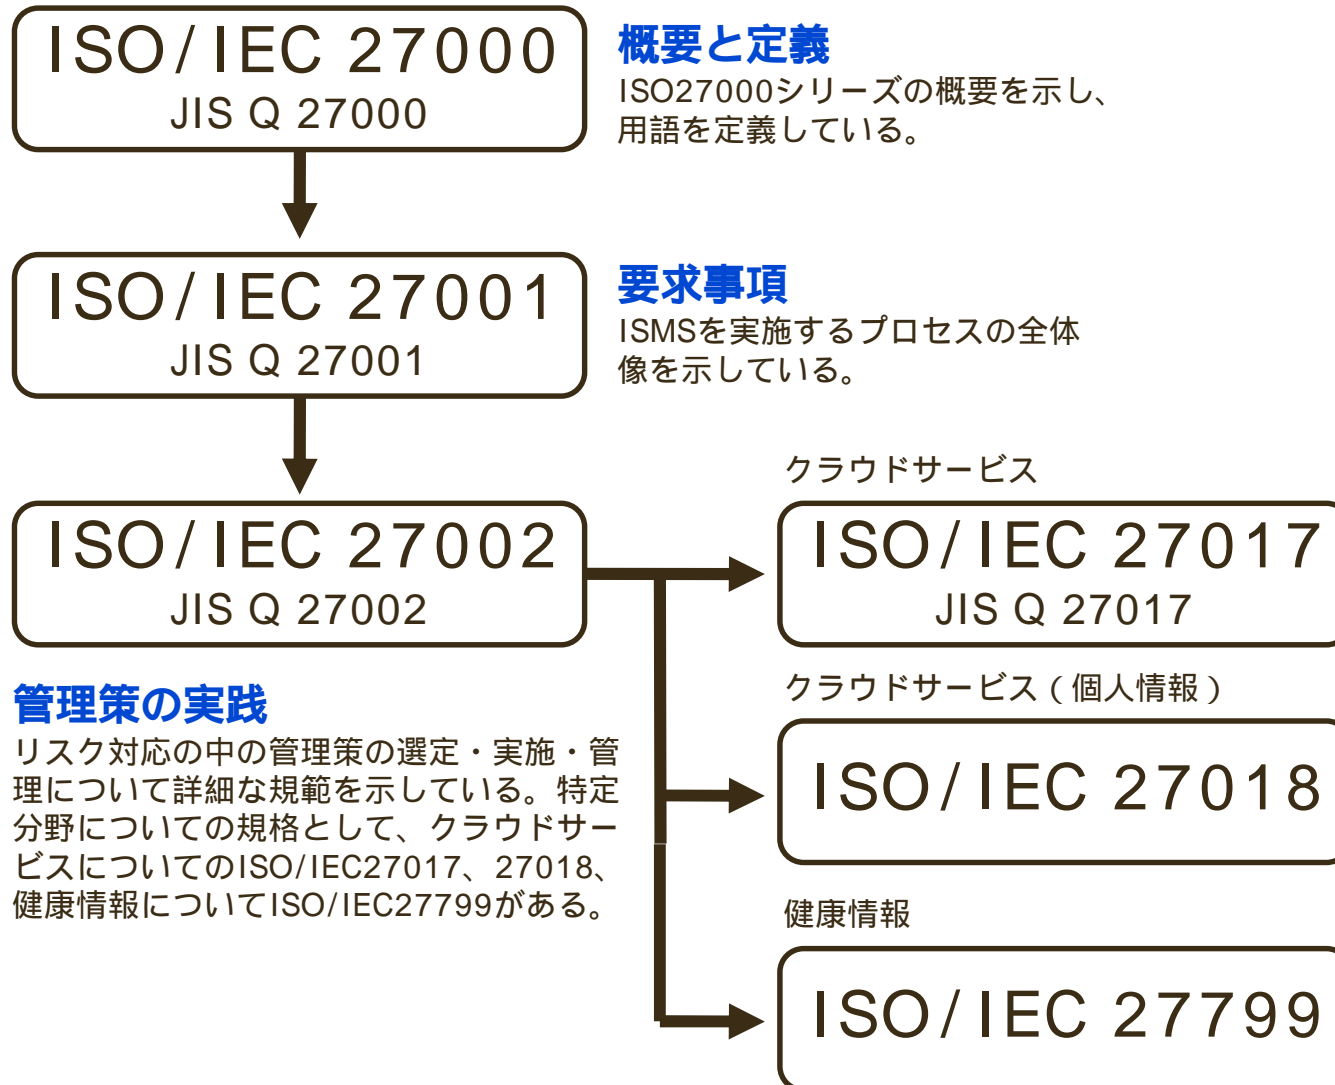 ISO/IEC 27000
JIS Q 27000
概要と定義
ISO27000シリーズの概要を示し、
用語を定義している。
ISO/IEC 27001
JIS Q 27001
要求事項
ISMSを実施するプロセスの全体
像を示している。
ISO/IEC 27002
JIS Q 27002
管理策の実践
リスク対応の中の管理策の選定・実施・管
理について詳細な規範を示している。特定
分野についての規格として、クラウドサー
ビスについてのISO/IEC27017、27018、
健康情報についてISO/IEC27799がある。
クラウドサービス
ISO/IEC 27017
JIS Q 27017
クラウドサービス（個人情報）
ISO/IEC 27018
健康情報
ISO/IEC 27799